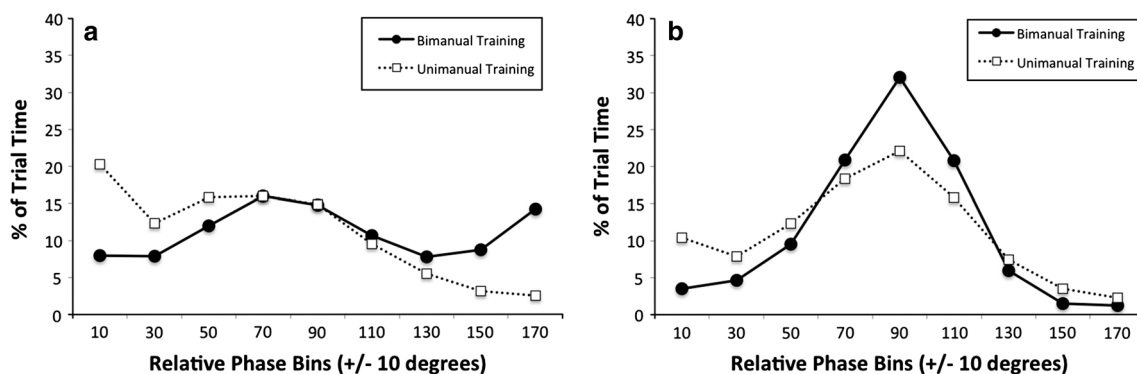 a
Bimanual Training
Unimanual Training
% of Trial Time
40
35
30
25
20
15
10
5
0
10 30 50 70 90 110 130 150 170
Relative Phase Bins (+/- 10 degrees)
b
Bimanual Training
Unimanual Training
% of Trial Time
40
35
30
25
20
15
10
5
0
10 30 50 70 90 110 130 150 170
Relative Phase Bins (+/- 10 degrees)